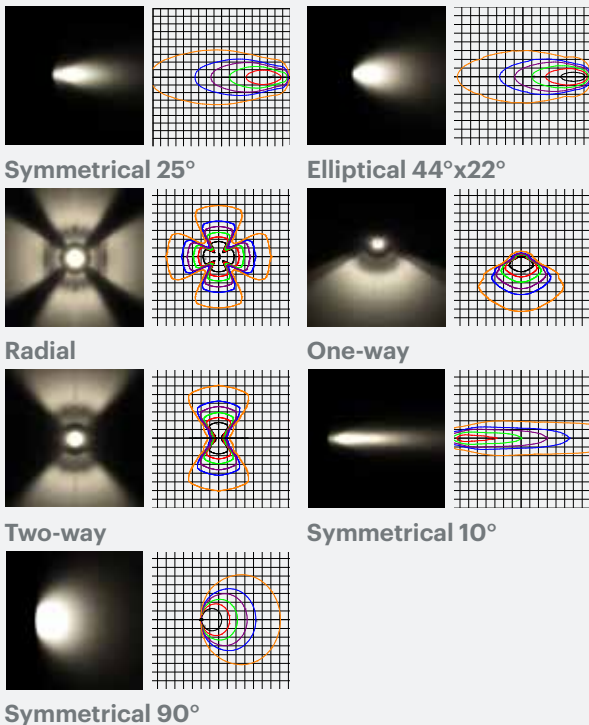 Symmetrical 25°
Elliptical 44°x22°
Radial
One-way
Two-way
Symmetrical 10°
Symmetrical 90°